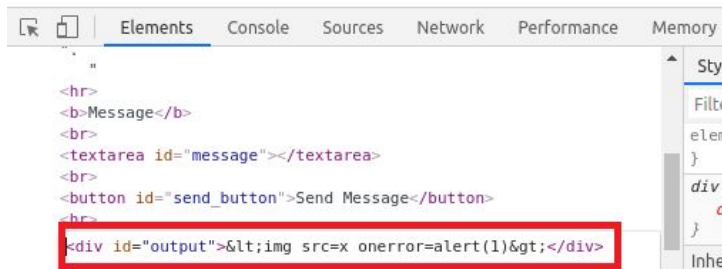 Elements Console Sources Network Performance Memory
".
"
<hr>
<b>Message</b>
<br>
<textarea id="message"></textarea>
<br>
<button id="send_button">Send Message</button>
<hr>
<div id="output">&lt;img src=x onerror=alert(1)&gt;</div>
Sty
Filte
elem
}
div
}
Inhe